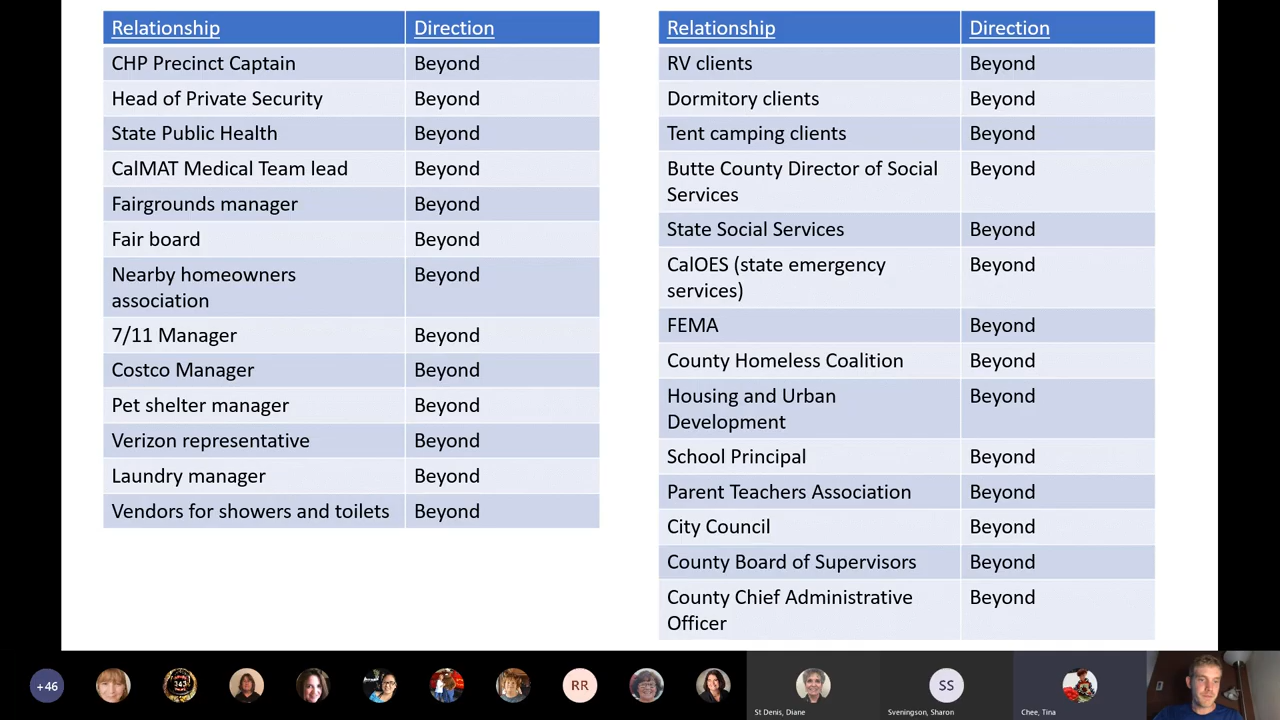 Relationship Direction
CHP Precinct Captain Beyond
Head of Private Security Beyond
State Public Health Beyond
CalMAT Medical Team lead Beyond
Fairgrounds manager Beyond
Fair board Beyond
Nearby homeowners Beyond
association
7/11 Manager Beyond
Costco Manager Beyond
Pet shelter manager Beyond
Verizon representative Beyond
Laundry manager Beyond
Vendors for showers and toilets Beyond
Relationship Direction
RV clients Beyond
Dormitory clients Beyond
Tent camping clients Beyond
Butte County Director of Social Beyond
Services
State Social Services Beyond
CalOES (state emergency Beyond
services)
FEMA Beyond
County Homeless Coalition Beyond
Housing and Urban Beyond
Development
School Principal Beyond
Parent Teachers Association Beyond
City Council Beyond
County Board of Supervisors Beyond
County Chief Administrative Beyond
Officer
+46
343
RR
SS
St Denis, Diane
Sveningson, Sharon
Chee, Tina